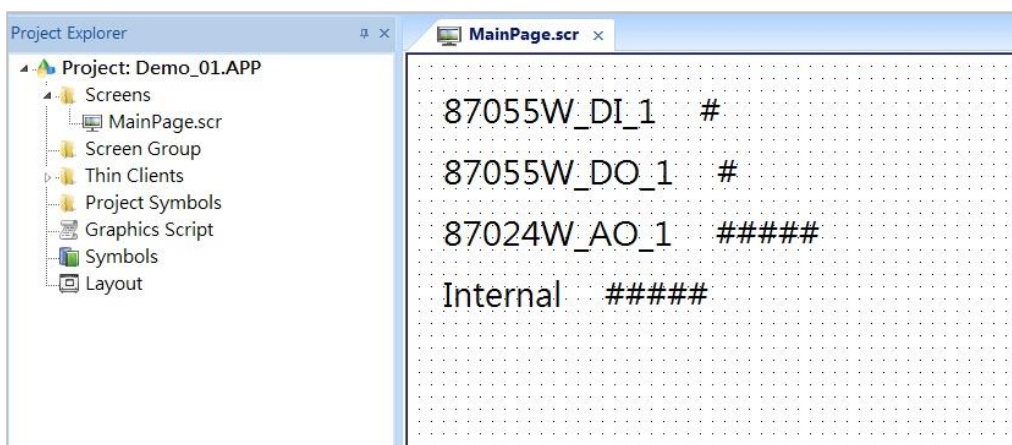 Project Explorer
Project: Demo_01.APP
Screens
MainPage.scr
Screen Group
Thin Clients
Project Symbols
Graphics Script
Symbols
Layout
MainPage.scr
87055W_DI_1 #
87055W_DO_1 #
87024W_AO_1 #####
Internal #####